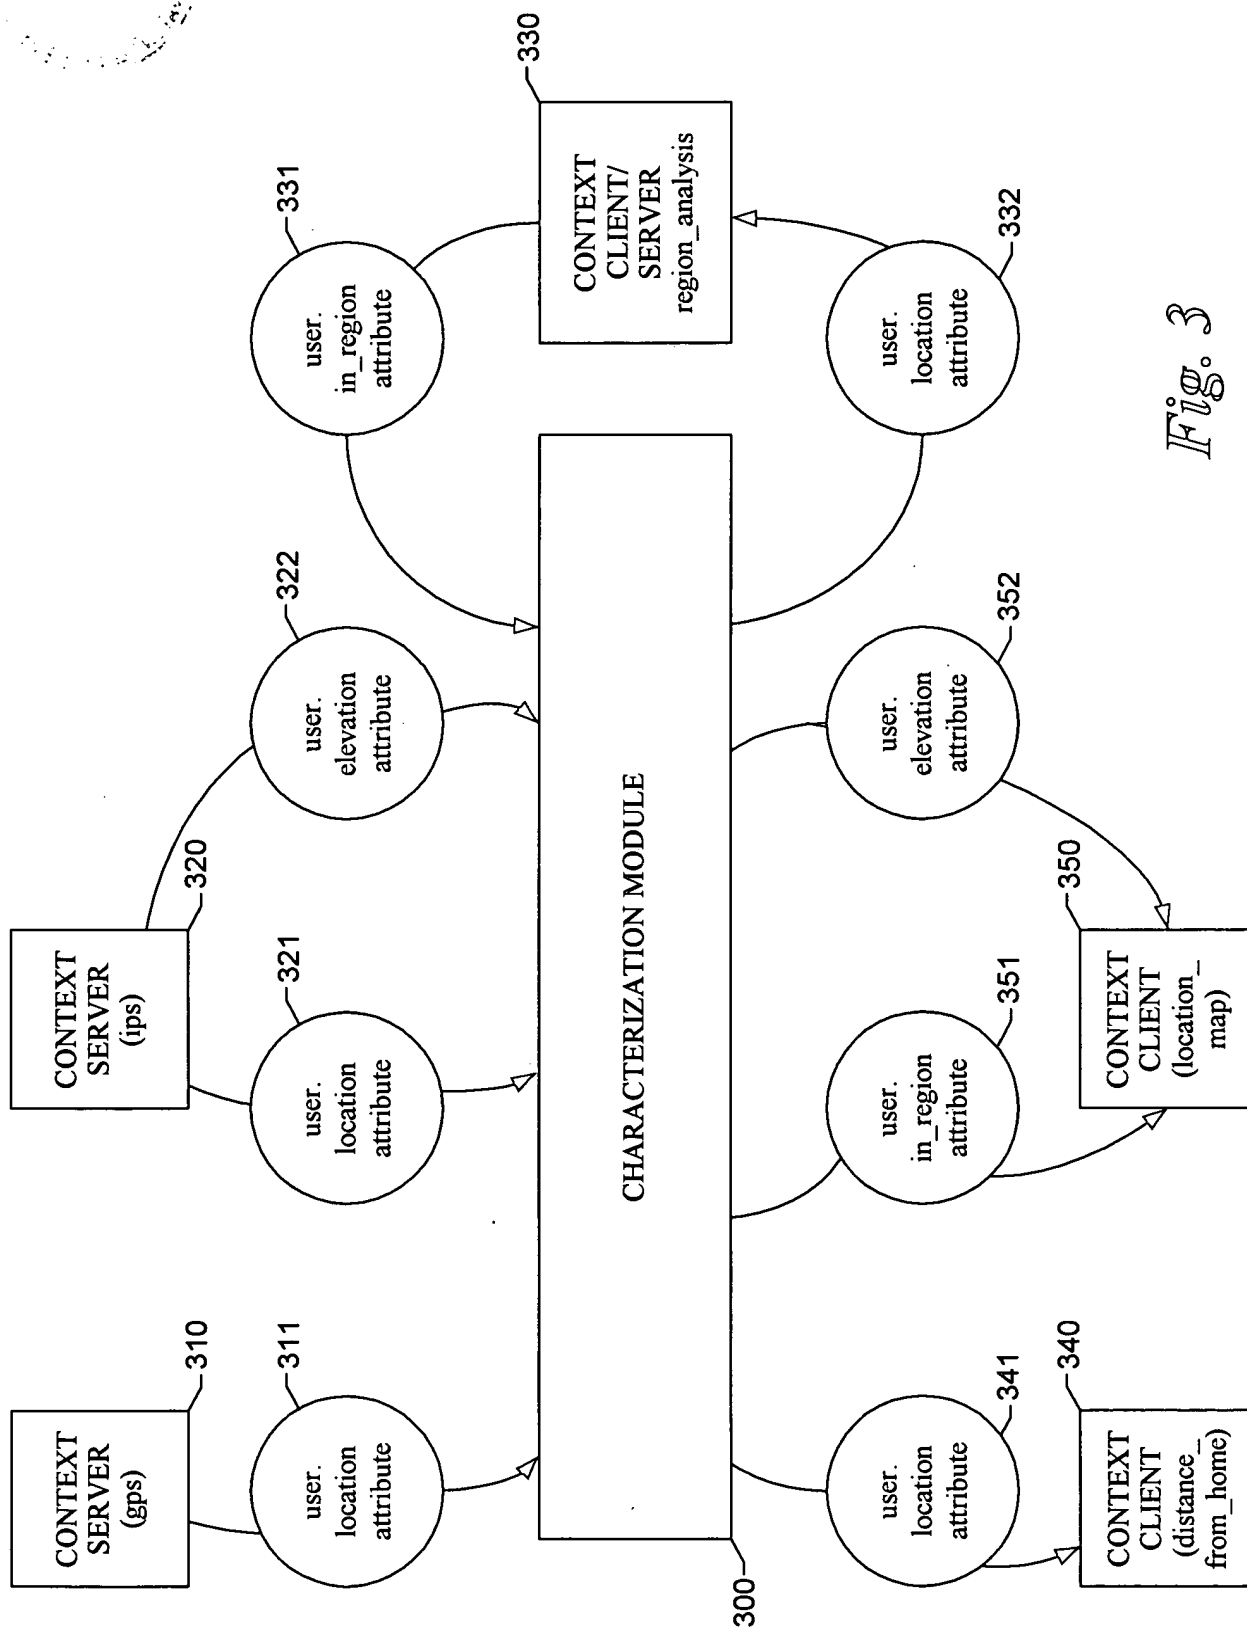 CONTEXT
SERVER
(gps)
310
311
user.
location
attribute
CONTEXT
SERVER
(ips)
320
321
user.
location
attribute
322
user.
elevation
attribute
331
user.
in_region
attribute
330
CONTEXT
CLIENT/
SERVER
region_analysis
CHARACTERIZATION MODULE
300
user.
location
attribute
341
340
CONTEXT
CLIENT
(distance_
from_home)
user.
in_region
attribute
351
user.
elevation
attribute
352
350
CONTEXT
CLIENT
(location_
map)
user.
location
attribute
332
Fig. 3